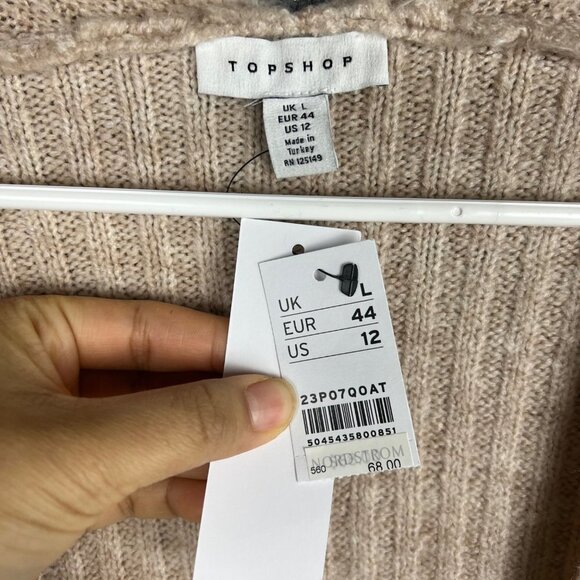 TOPSHOP
UK L
EUR 44
US 12
Made in
Turkey
RN 125149
UK L
EUR 44
US 12
23P07Q0AT
5045435800851
NORDSTROM
560 68.00